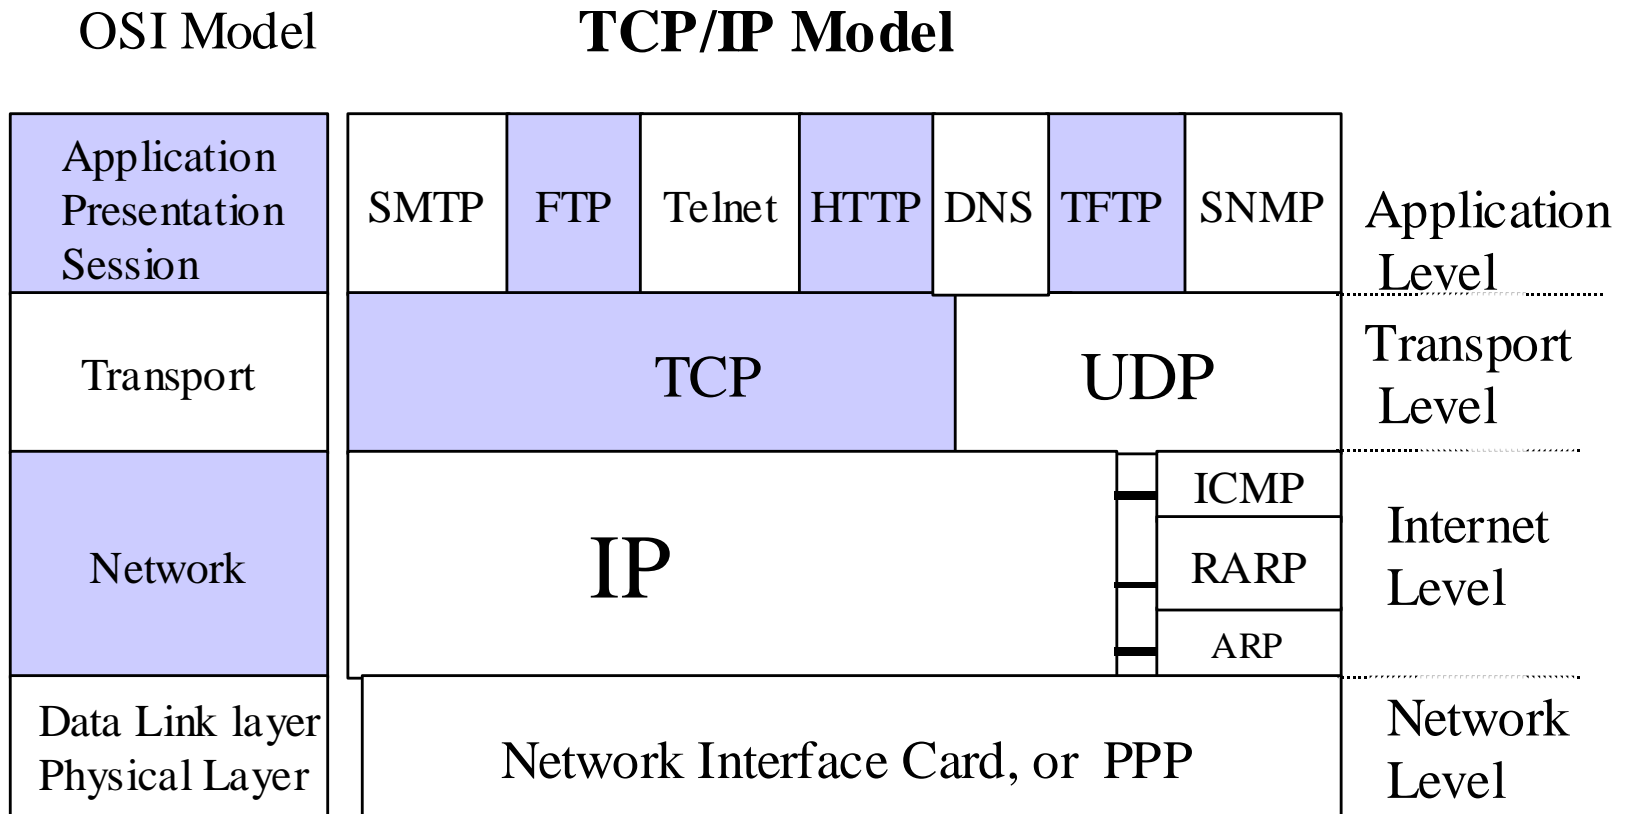 OSI Model
TCP/IP Model
Application
Presentation
Session
SMTP
FTP
Telnet
HTTP
DNS
TFTP
SNMP
Application
Level
Transport
TCP
UDP
Transport
Level
Network
IP
ICMP
RARP
ARP
Internet
Level
Data Link layer
Physical Layer
Network Interface Card, or PPP
Network
Level